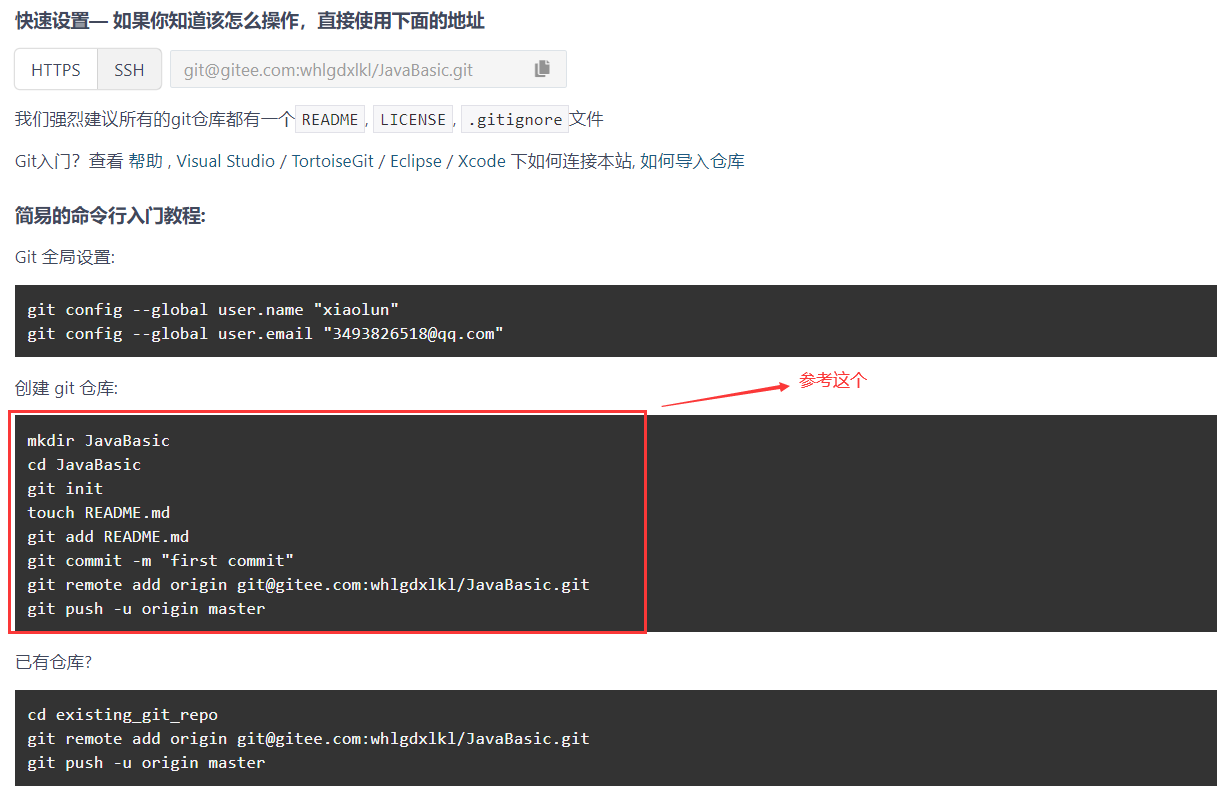 快速设置— 如果你知道该怎么操作，直接使用下面的地址
HTTPS SSH git@gitee.com:whlgdxlkl/JavaBasic.git
我们强烈建议所有的git仓库都有一个 README , LICENSE , .gitignore 文件
Git入门？查看 帮助 , Visual Studio / TortoiseGit / Eclipse / Xcode 下如何连接本站, 如何导入仓库
简易的命令行入门教程:
Git 全局设置:
git config --global user.name "xiaolun"
git config --global user.email "3493826518@qq.com"
创建 git 仓库:
参考这个
mkdir JavaBasic
cd JavaBasic
git init
touch README.md
git add README.md
git commit -m "first commit"
git remote add origin git@gitee.com:whlgdxlkl/JavaBasic.git
git push -u origin master
已有仓库?
cd existing_git_repo
git remote add origin git@gitee.com:whlgdxlkl/JavaBasic.git
git push -u origin master